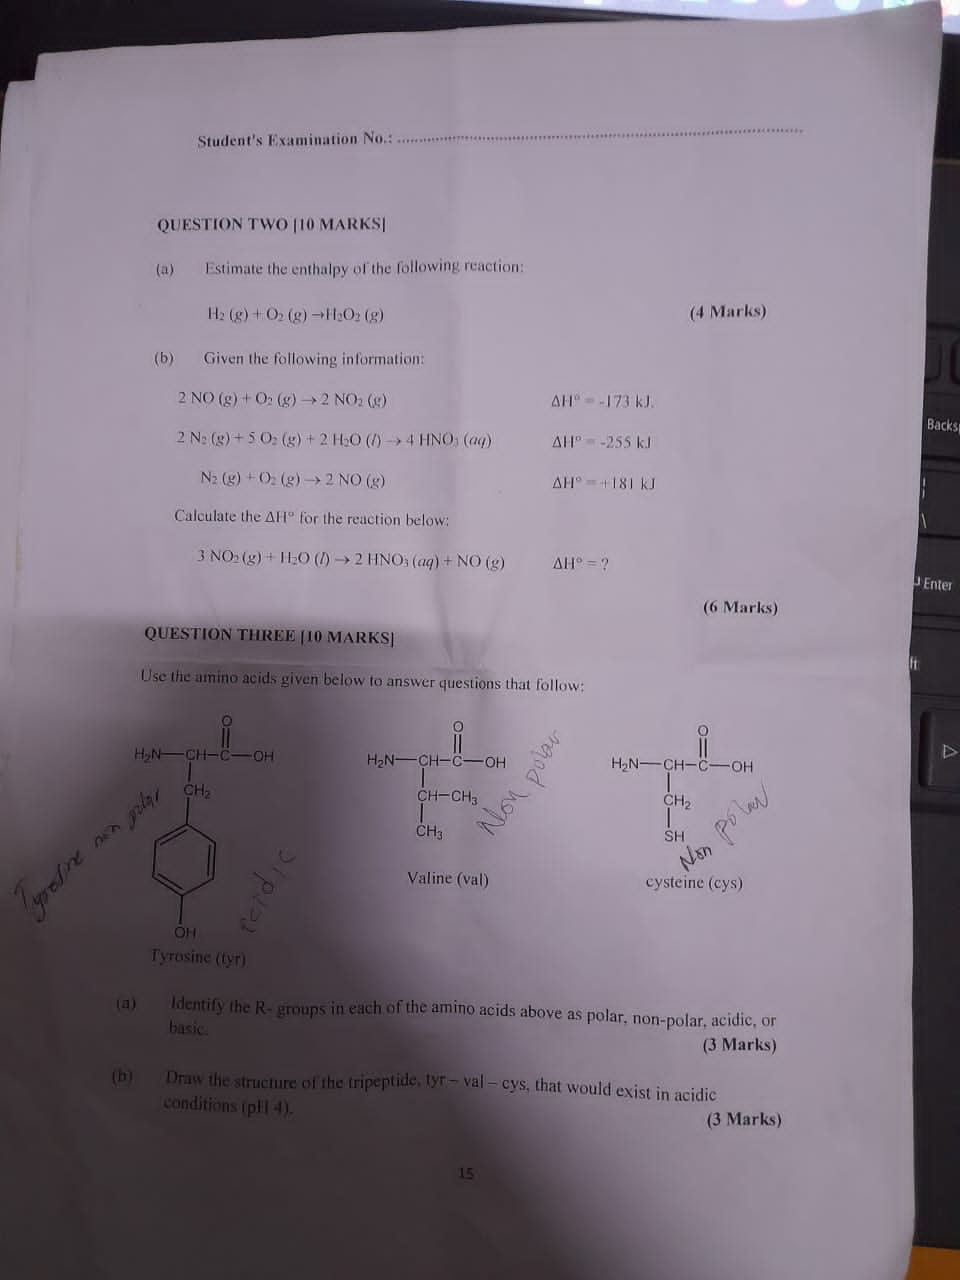 Student's Examination No.: ..........................................................................
QUESTION TWO [10 MARKS]
(a) Estimate the enthalpy of the following reaction:
H₂ (g) + O₂ (g) →H₂O₂ (g) (4 Marks)
(b) Given the following information:
2 NO (g) + O₂ (g) → 2 NO₂ (g) ΔH° = -173 kJ.
2 N₂ (g) + 5 O₂ (g) + 2 H₂O (l) → 4 HNO₃ (aq) ΔH° = -255 kJ
N₂ (g) + O₂ (g) → 2 NO (g) ΔH° = +181 kJ
Calculate the ΔH° for the reaction below:
3 NO₂ (g) + H₂O (l) → 2 HNO₃ (aq) + NO (g) ΔH° = ?
(6 Marks)
QUESTION THREE [10 MARKS]
Use the amino acids given below to answer questions that follow:
O O O
H₂N—CH—C—OH H₂N—CH—C—OH H₂N—CH—C—OH
CH₂ CH—CH₃ CH₂
CH₃ SH
Tyrosine non polar
acidic
Non polar
Non polar
Valine (val) cysteine (cys)
OH
Tyrosine (tyr)
(a) Identify the R- groups in each of the amino acids above as polar, non-polar, acidic, or
basic. (3 Marks)
(b) Draw the structure of the tripeptide, tyr – val – cys, that would exist in acidic
conditions (pH 4). (3 Marks)
15
Backsp
Enter
ft